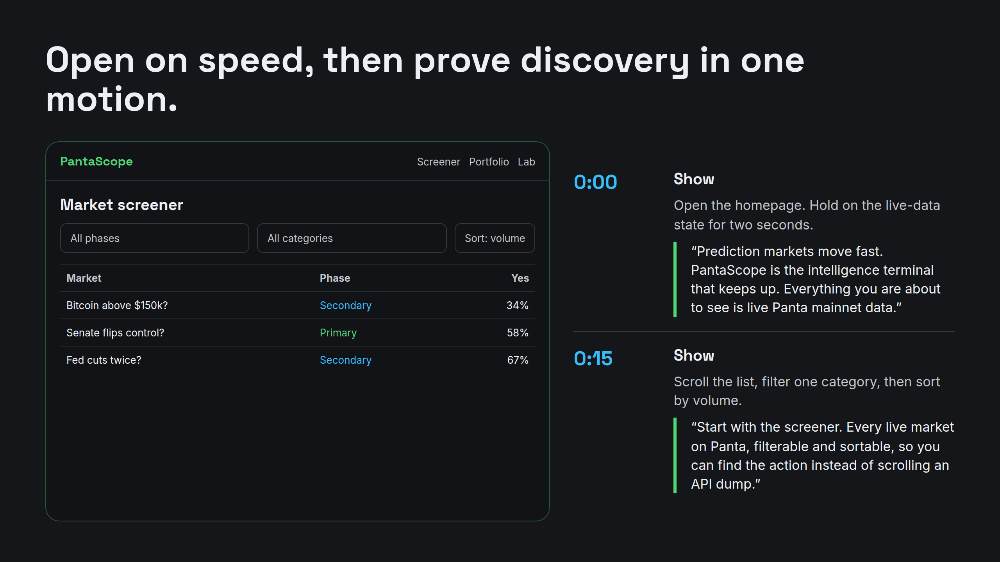 Open on speed, then prove discovery in one
motion.
PantaScope
Screener Portfolio Lab
Market screener
All phases
All categories
Sort: volume
Market Phase Yes
Bitcoin above $150k? Secondary 34%
Senate flips control? Primary 58%
Fed cuts twice? Secondary 67%
0:00
Show
Open the homepage. Hold on the live-data
state for two seconds.
“Prediction markets move fast.
PantaScope is the intelligence terminal
that keeps up. Everything you are about
to see is live Panta mainnet data.”
0:15
Show
Scroll the list, filter one category, then sort
by volume.
“Start with the screener. Every live market
on Panta, filterable and sortable, so you
can find the action instead of scrolling an
API dump.”